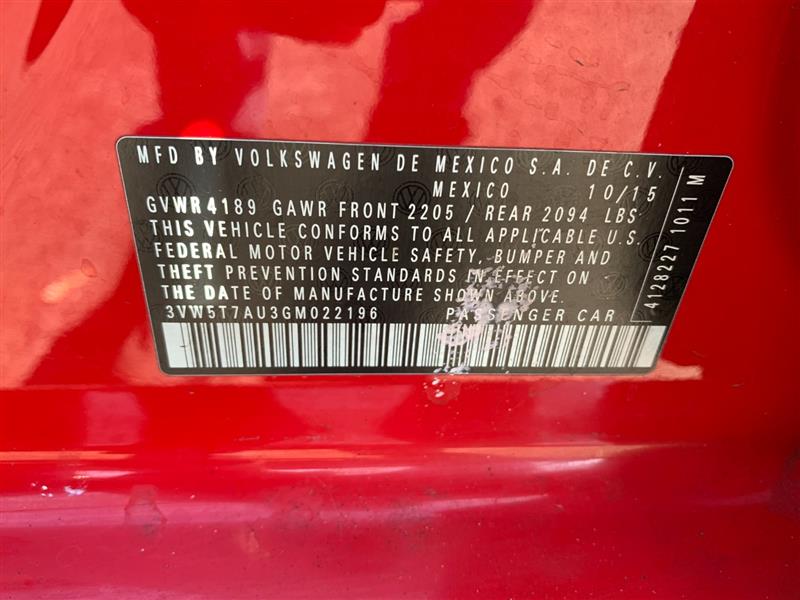 MFD BY VOLKSWAGEN DE MEXICO S.A. DE C.V.
MEXICO 10/15
GVWR 4189 GAWR FRONT 2205 / REAR 2094 LBS
THIS VEHICLE CONFORMS TO ALL APPLICABLE U.S.
FEDERAL MOTOR VEHICLE SAFETY, BUMPER AND
THEFT PREVENTION STANDARDS IN EFFECT ON
THE DATE OF MANUFACTURE SHOWN ABOVE.
3VW5T7AU3GM022196 PASSENGER CAR
4128227 1011 M